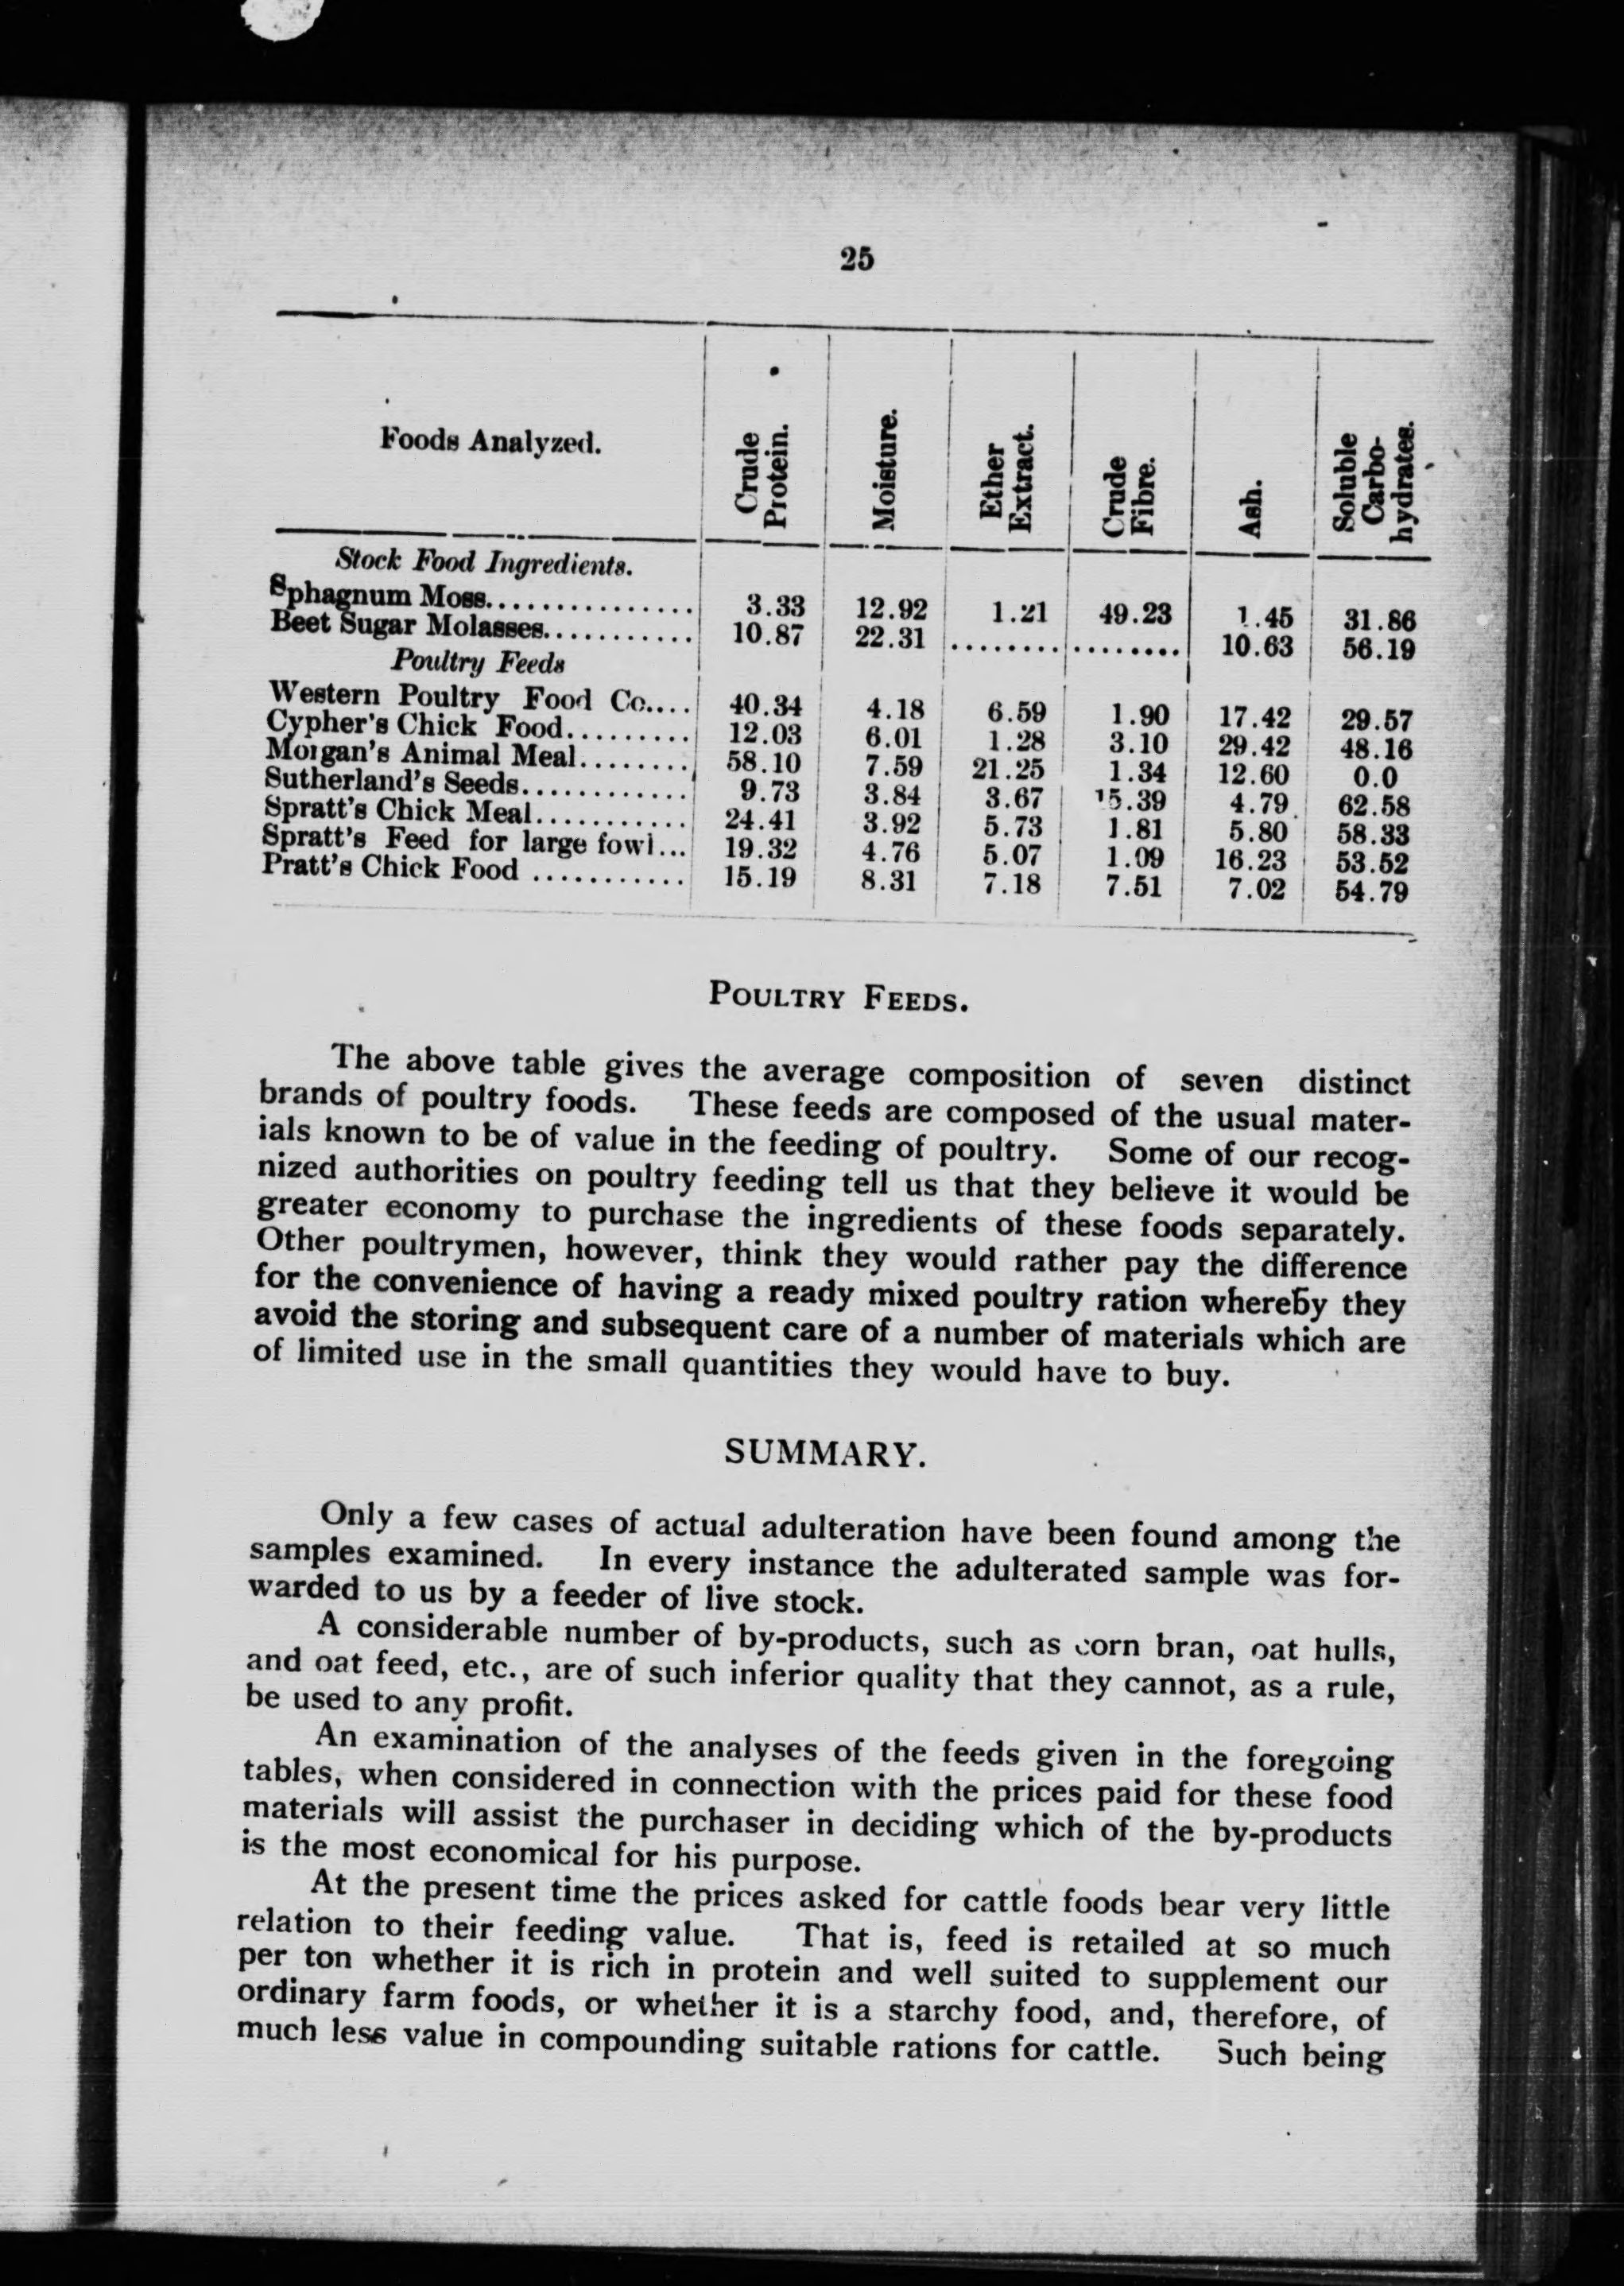 25
Foods Analyzed.
Crude Protein.
Moisture.
Ether Extract.
Crude Fibre.
Ash.
Soluble Carbo-hydrates.
Stock Food Ingredients.
Sphagnum Moss............... 3.33 12.92 1.21 49.23 1.45 31.86
Beet Sugar Molasses........... 10.87 22.31 ........ ........ 10.63 56.19
Poultry Feeds
Western Poultry Food Co.... 40.34 4.18 6.59 1.90 17.42 29.57
Cypher's Chick Food......... 12.03 6.01 1.28 3.10 29.42 48.16
Morgan's Animal Meal........ 58.10 7.59 21.25 1.34 12.60 0.0
Sutherland's Seeds............ 9.73 3.84 3.67 15.39 4.79 62.58
Spratt's Chick Meal........... 24.41 3.92 5.73 1.81 5.80 58.33
Spratt's Feed for large fowl... 19.32 4.76 5.07 1.09 16.23 53.52
Pratt's Chick Food ........... 15.19 8.31 7.18 7.51 7.02 54.79
POULTRY FEEDS.
The above table gives the average composition of seven distinct
brands of poultry foods. These feeds are composed of the usual mater-
ials known to be of value in the feeding of poultry. Some of our recog-
nized authorities on poultry feeding tell us that they believe it would be
greater economy to purchase the ingredients of these foods separately.
Other poultrymen, however, think they would rather pay the difference
for the convenience of having a ready mixed poultry ration whereby they
avoid the storing and subsequent care of a number of materials which are
of limited use in the small quantities they would have to buy.
SUMMARY.
Only a few cases of actual adulteration have been found among the
samples examined. In every instance the adulterated sample was for-
warded to us by a feeder of live stock.
A considerable number of by-products, such as corn bran, oat hulls,
and oat feed, etc., are of such inferior quality that they cannot, as a rule,
be used to any profit.
An examination of the analyses of the feeds given in the foregoing
tables, when considered in connection with the prices paid for these food
materials will assist the purchaser in deciding which of the by-products
is the most economical for his purpose.
At the present time the prices asked for cattle foods bear very little
relation to their feeding value. That is, feed is retailed at so much
per ton whether it is rich in protein and well suited to supplement our
ordinary farm foods, or whether it is a starchy food, and, therefore, of
much less value in compounding suitable rations for cattle. Such being